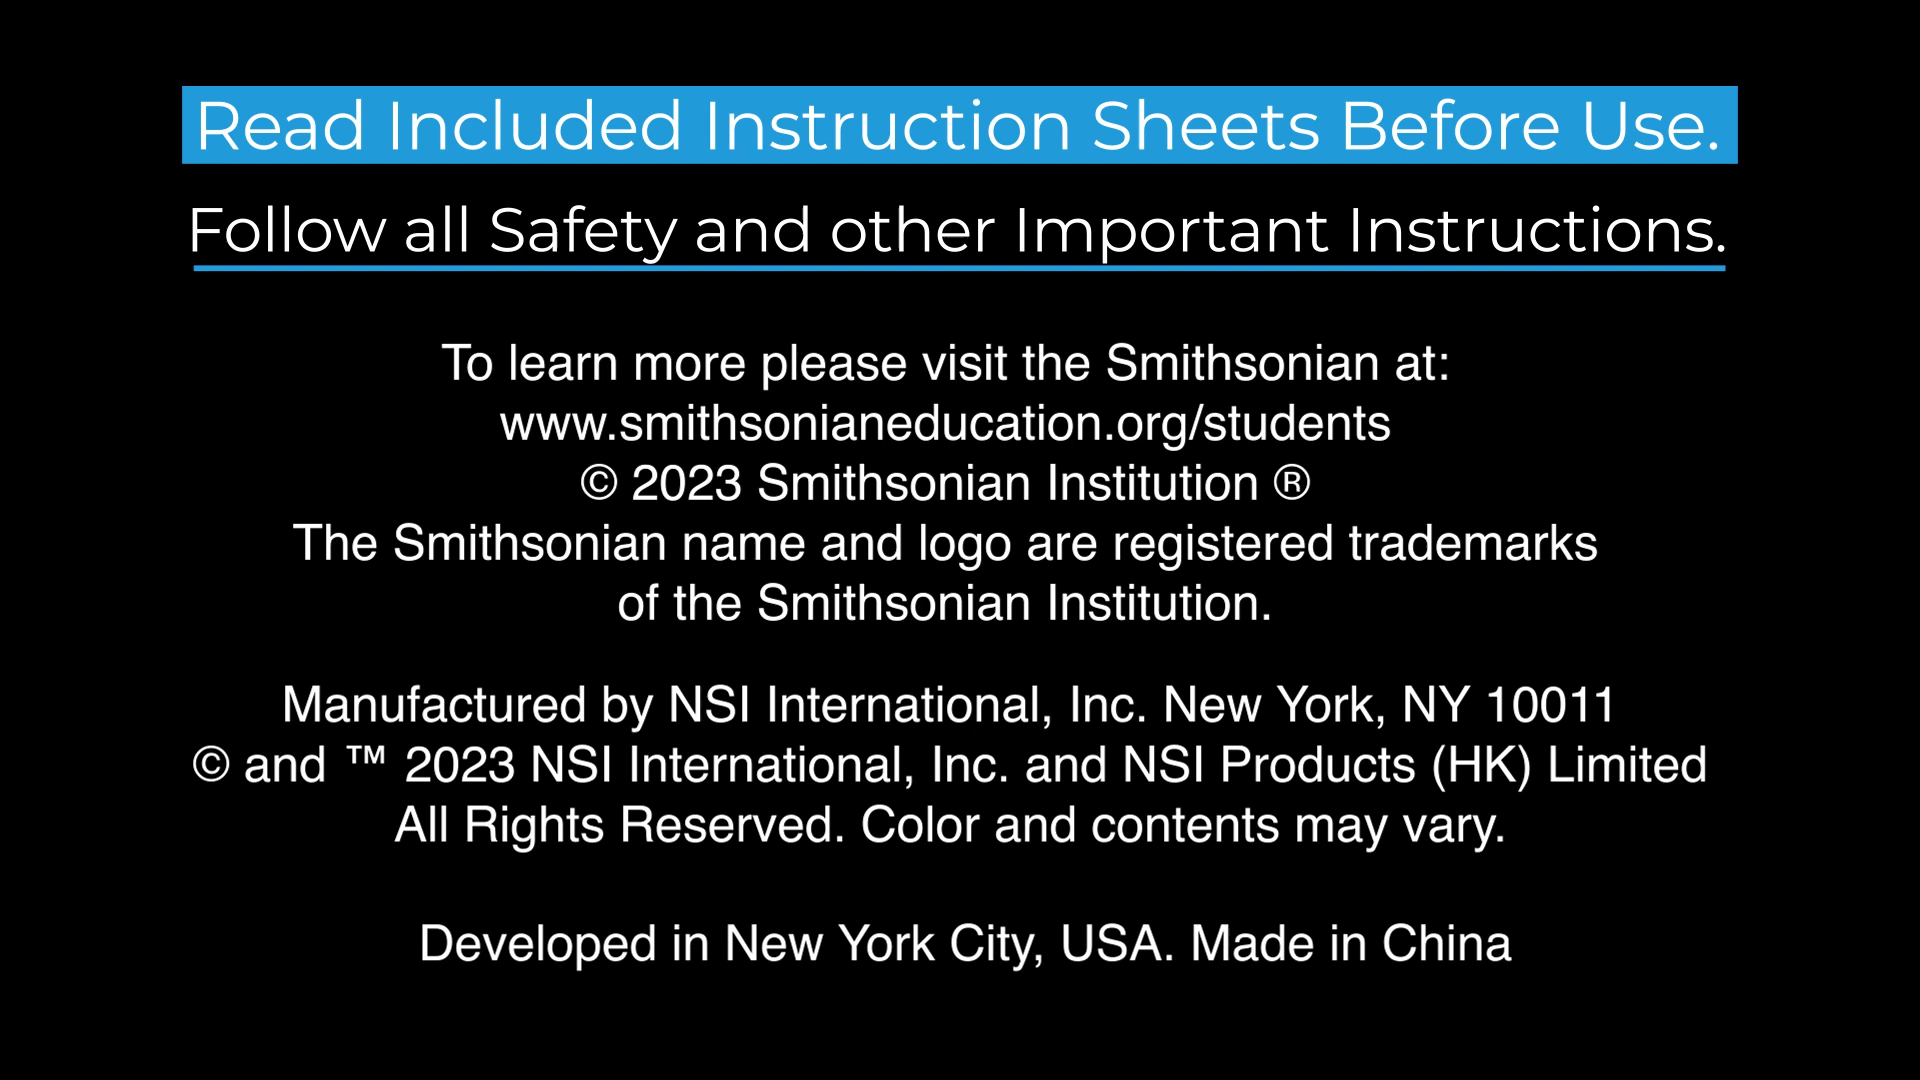 Read Included Instruction Sheets Before Use.
Follow all Safety and other Important Instructions.
To learn more please visit the Smithsonian at:
www.smithsonianeducation.org/students
© 2023 Smithsonian Institution ®
The Smithsonian name and logo are registered trademarks
of the Smithsonian Institution.
Manufactured by NSI International, Inc. New York, NY 10011
© and ™ 2023 NSI International, Inc. and NSI Products (HK) Limited
All Rights Reserved. Color and contents may vary.
Developed in New York City, USA. Made in China